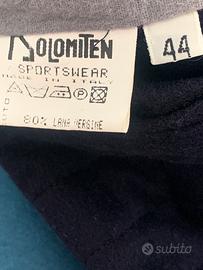 DOLOMITEN
SPORTSWEAR
MADE IN ITALY
80% LANA VERGINE
44
subito